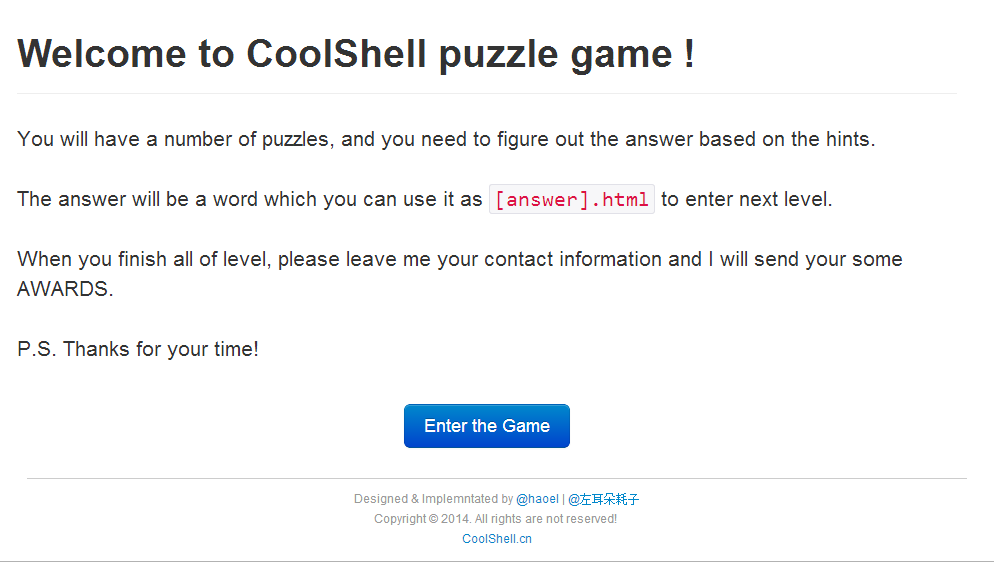 Welcome to CoolShell puzzle game !
You will have a number of puzzles, and you need to figure out the answer based on the hints.
The answer will be a word which you can use it as [answer].html to enter next level.
When you finish all of level, please leave me your contact information and I will send your some
AWARDS.
P.S. Thanks for your time!
Enter the Game
Designed & Implemntated by @haoel | @左耳朵耗子
Copyright © 2014. All rights are not reserved!
CoolShell.cn